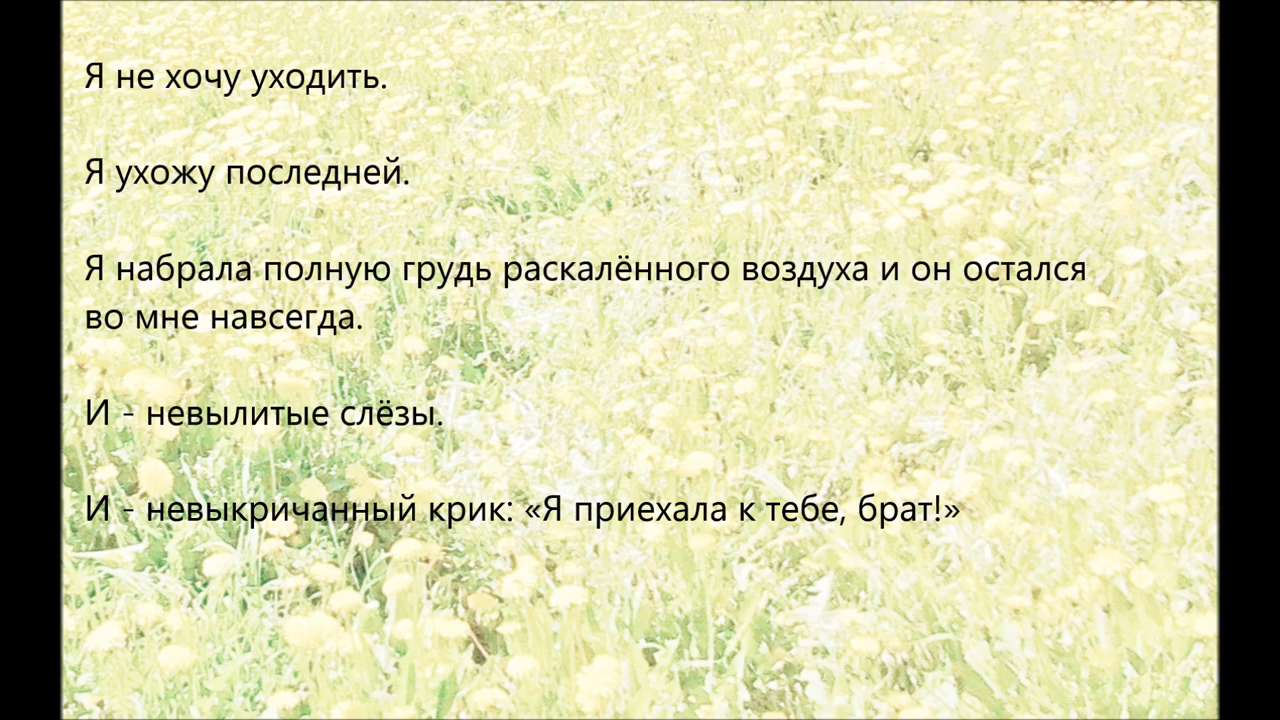 Я не хочу уходить.
Я ухожу последней.
Я набрала полную грудь раскалённого воздуха и он остался
во мне навсегда.
И - невылитые слёзы.
И - невыкричанный крик: «Я приехала к тебе, брат!»